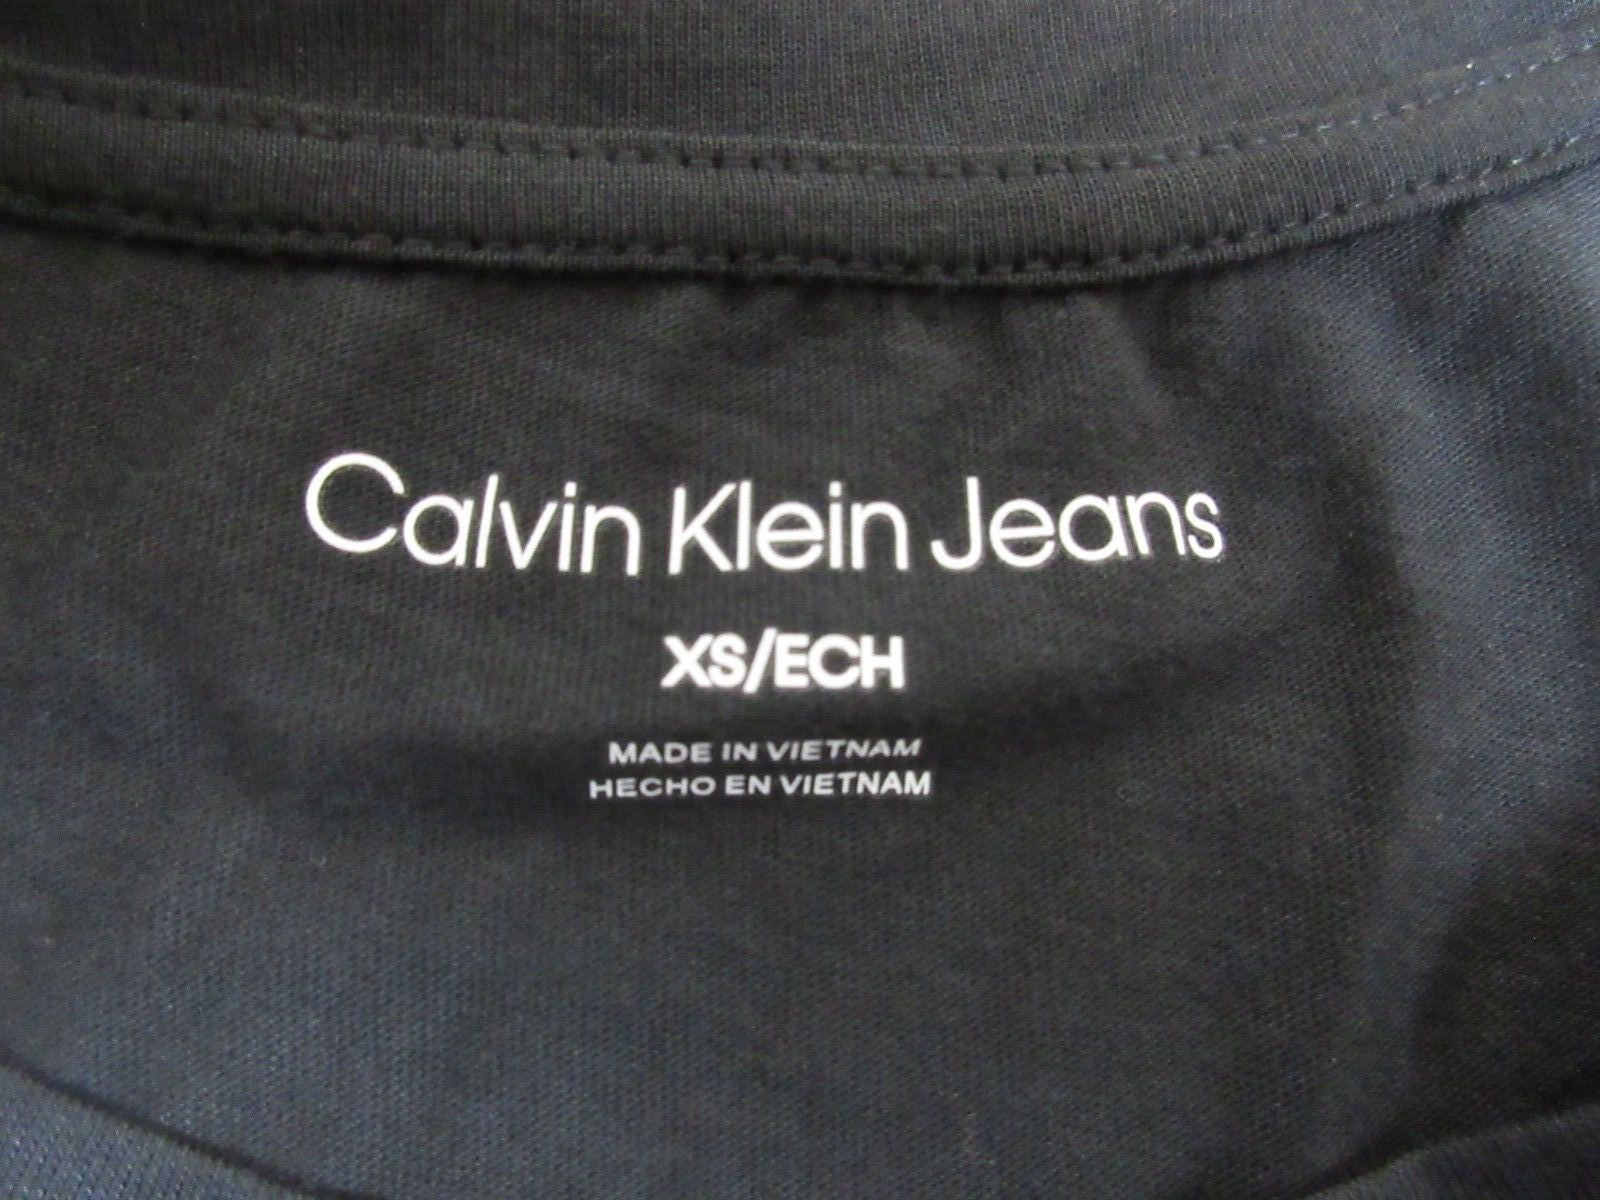 Calvin Klein Jeans
XS/ECH
MADE IN VIETNAM
HECHO EN VIETNAM